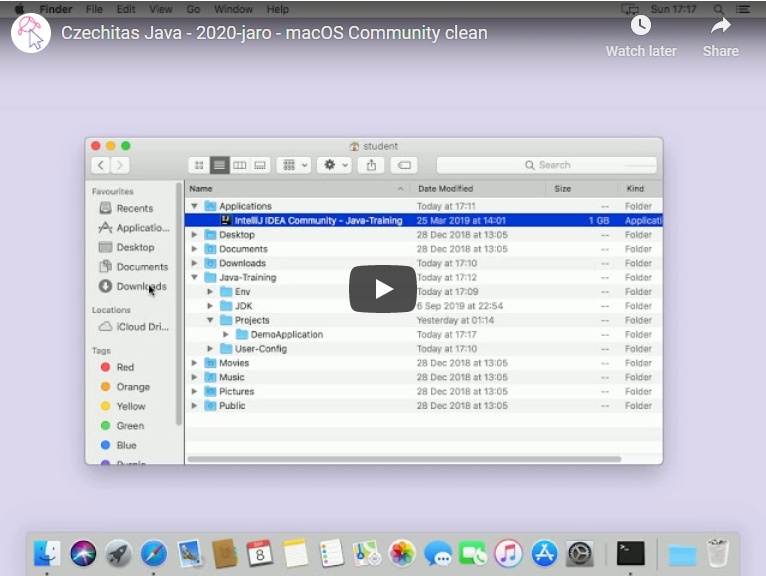 Finder File Edit View Go Window Help Sun 17:17
Czechitas Java - 2020-jaro - macOS Community clean
Watch later Share
student
Search
Favourites
Recents
Applicatio...
Desktop
Documents
Downloads
Locations
iCloud Dri...
Tags
Red
Orange
Yellow
Green
Blue
Purple
Name Date Modified Size Kind
Applications Today at 17:11 -- Folder
IntelliJ IDEA Community - Java-Training 25 Mar 2019 at 14:01 1 GB Applicati
Desktop 28 Dec 2018 at 13:05 -- Folder
Documents 28 Dec 2018 at 13:05 -- Folder
Downloads Today at 17:10 -- Folder
Java-Training Today at 17:12 -- Folder
Env Today at 17:09 -- Folder
JDK 6 Sep 2019 at 22:54 -- Folder
Projects Yesterday at 01:14 -- Folder
DemoApplication Today at 17:17 -- Folder
User-Config Today at 17:10 -- Folder
Movies 28 Dec 2018 at 13:05 -- Folder
Music 28 Dec 2018 at 13:05 -- Folder
Pictures 28 Dec 2018 at 13:05 -- Folder
Public 28 Dec 2018 at 13:05 -- Folder
8